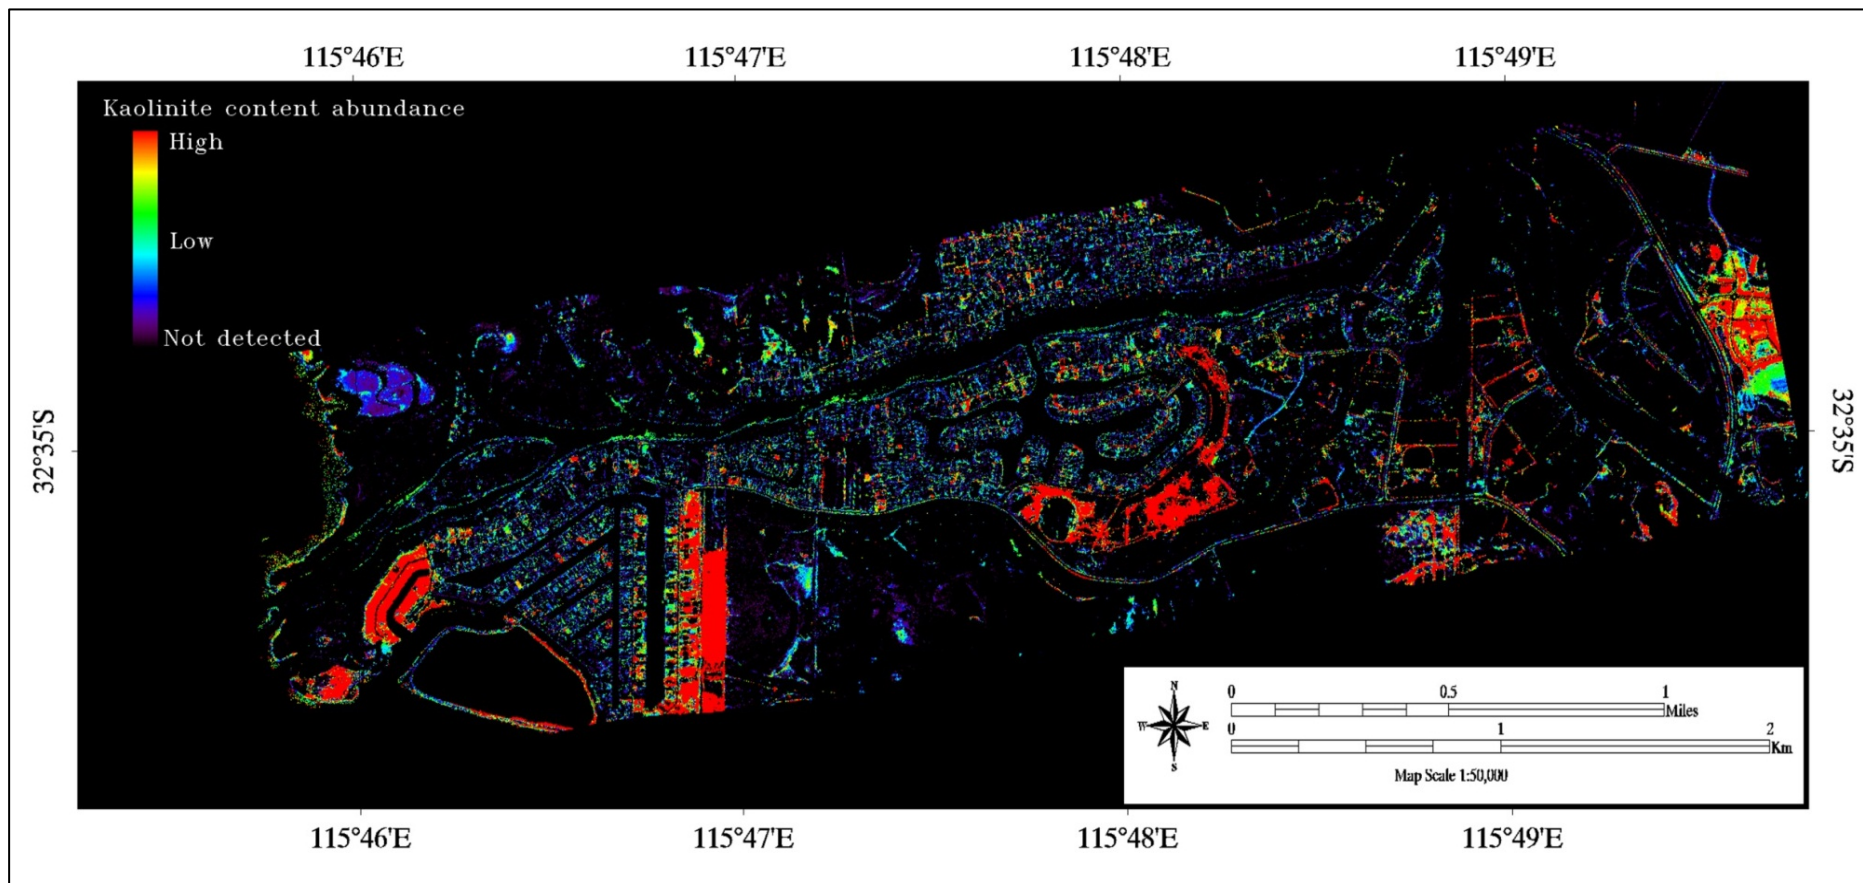 115°46'E 115°47'E 115°48'E 115°49'E
Kaolinite content abundance
High
Low
Not detected
32°35'S
32°35'S
N
W E
S
0 0.5 1
Miles
0 1 2
Km
Map Scale 1:50,000
115°46'E 115°47'E 115°48'E 115°49'E